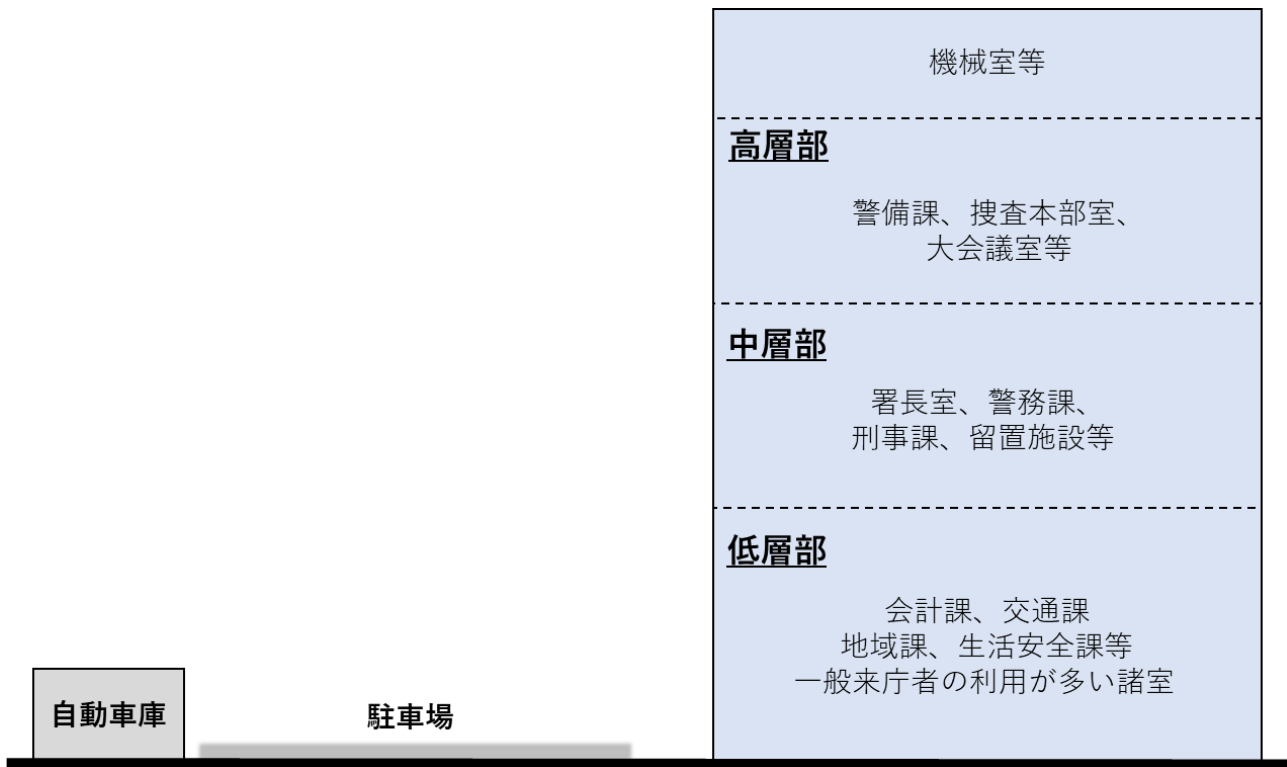 機械室等
高層部
警備課、捜査本部室、
大会議室等
中層部
署長室、警務課、
刑事課、留置施設等
低層部
会計課、交通課
地域課、生活安全課等
一般来庁者の利用が多い諸室
自動車庫
駐車場